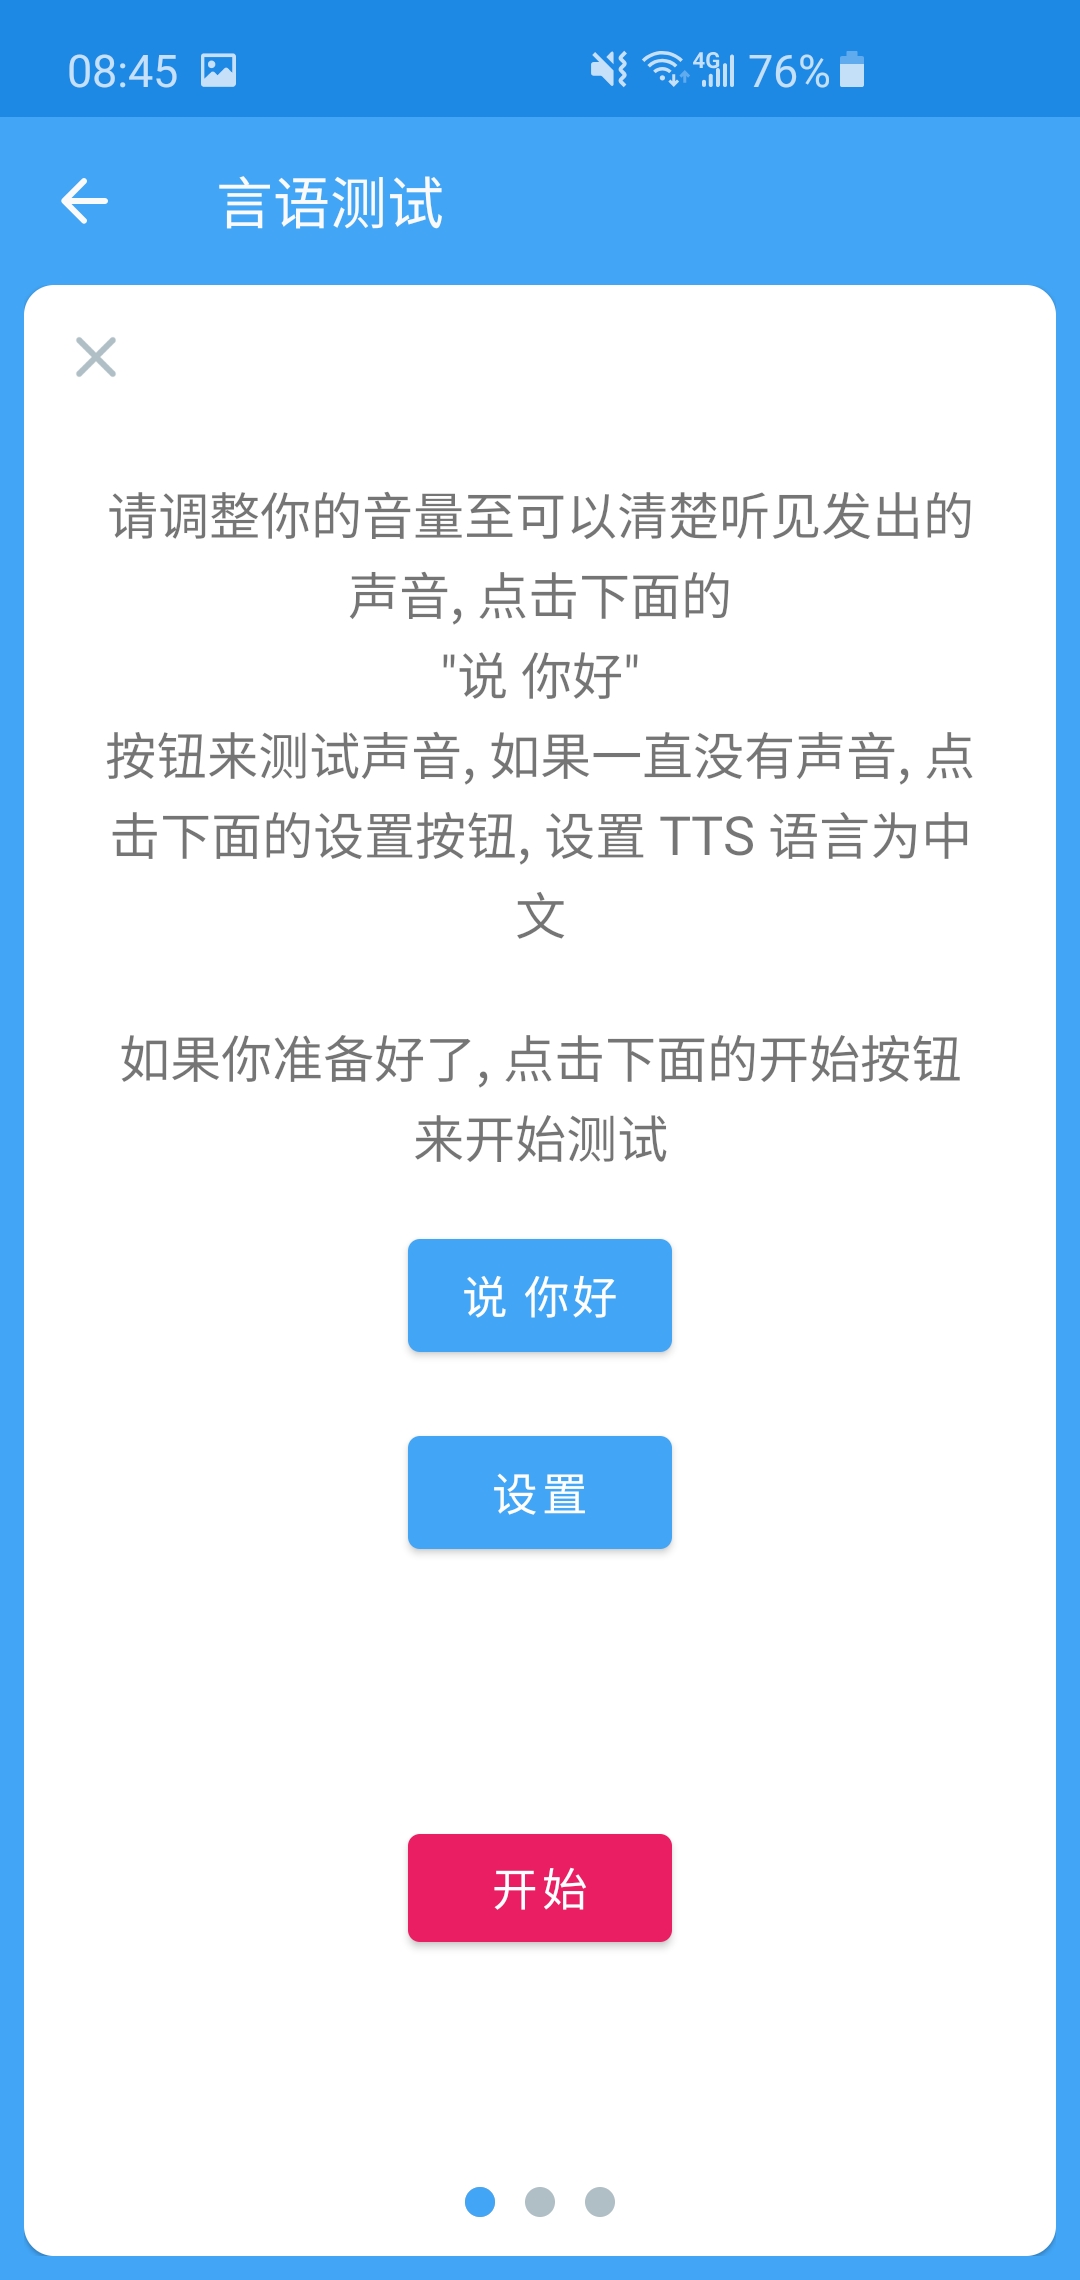 08:45
4G 76%
言语测试
请调整你的音量至可以清楚听见发出的
声音, 点击下面的
"说 你好"
按钮来测试声音, 如果一直没有声音, 点
击下面的设置按钮, 设置 TTS 语言为中
文
如果你准备好了, 点击下面的开始按钮
来开始测试
说 你好
设置
开始